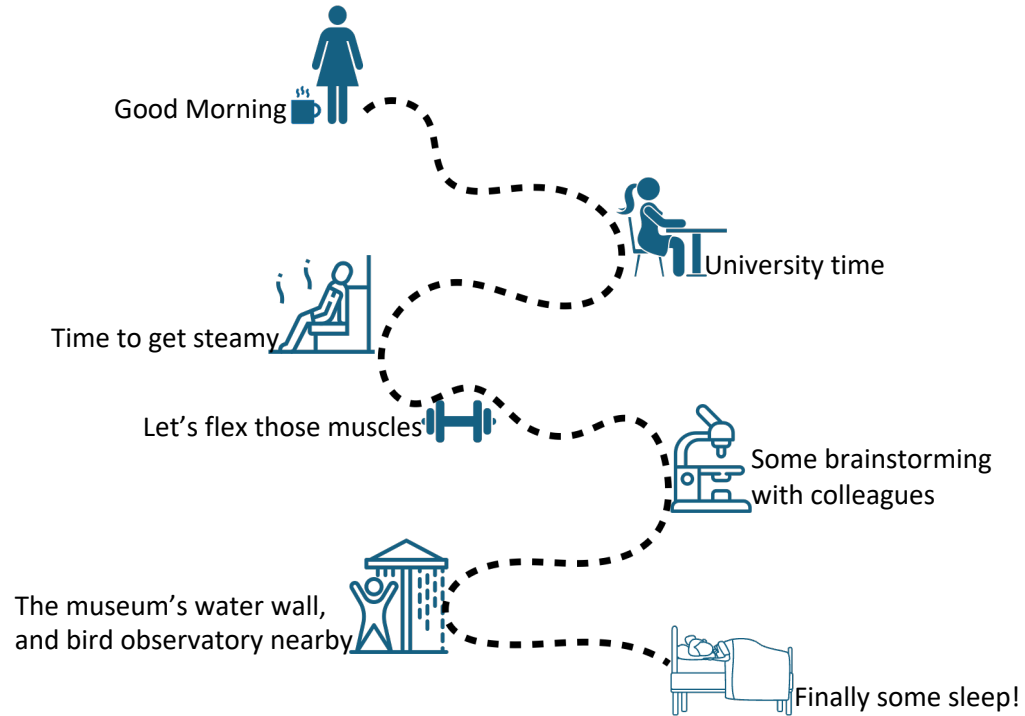 Good Morning
University time
Time to get steamy
Let's flex those muscles
Some brainstorming
with colleagues
The museum's water wall,
and bird observatory nearby
Finally some sleep!